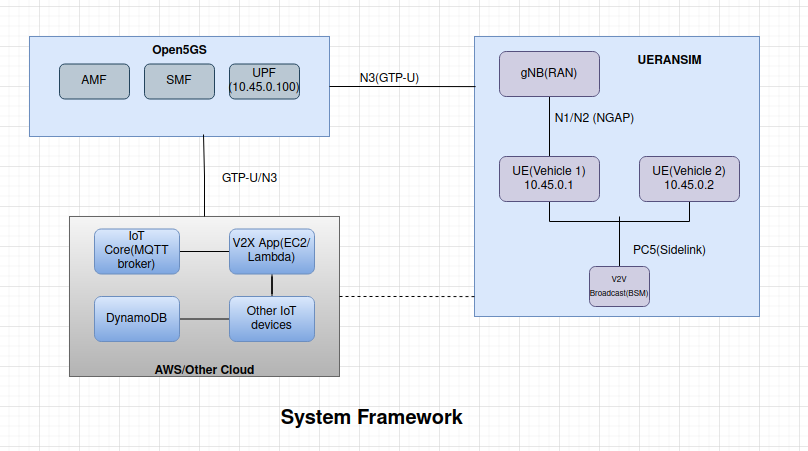 Open5GS
AMF
SMF
UPF
(10.45.0.100)
N3(GTP-U)
UERANSIM
gNB(RAN)
N1/N2 (NGAP)
UE(Vehicle 1)
10.45.0.1
UE(Vehicle 2)
10.45.0.2
PC5(Sidelink)
V2V
Broadcast(BSM)
GTP-U/N3
IoT
Core(MQTT
broker)
V2X App(EC2/
Lambda)
DynamoDB
Other IoT
devices
AWS/Other Cloud
System Framework